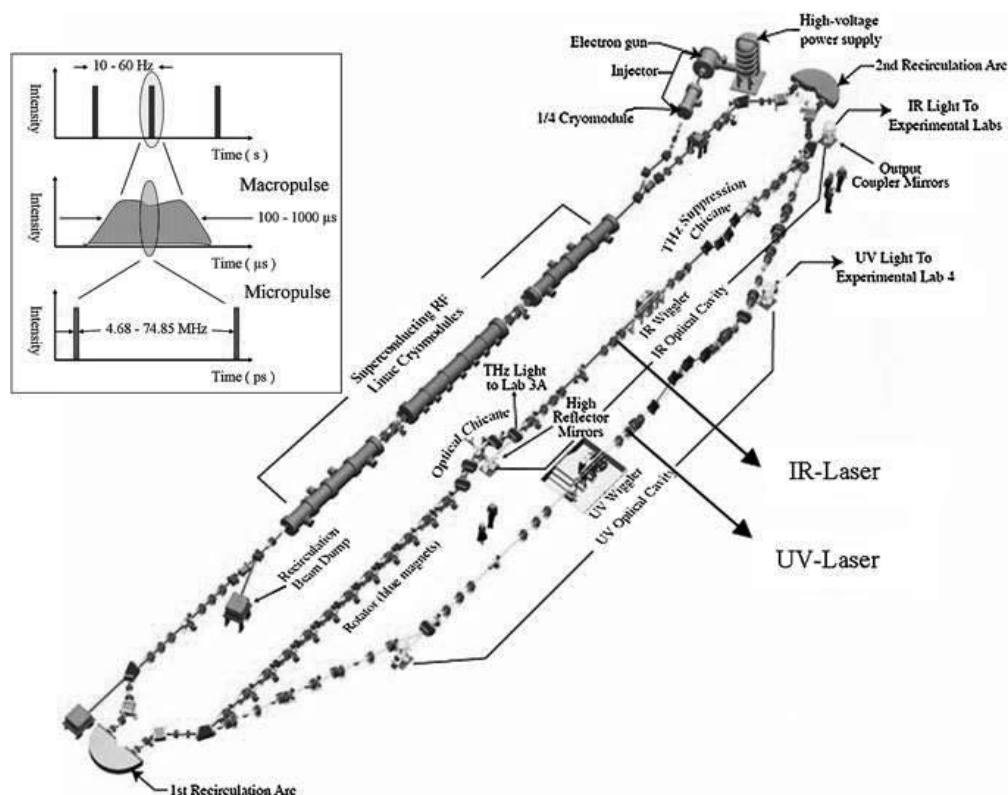 10 - 60 Hz
Intensity
Time ( s )
Macropulse
Intensity
100 - 1000 µs
Time ( µs )
Micropulse
Intensity
4.68 - 74.85 MHz
Time ( ps )
High-voltage
power supply
Electron gun
Injector
1/4 Cryomodule
2nd Recirculation Arc
IR Light To
Experimental Labs
Output
Coupler Mirrors
THz Suppression
Chicane
UV Light To
Experimental Lab 4
Superconducting RF
Linac Cryomodules
IR Wiggler
IR Optical Cavity
THz Light
to Lab 3A
Optical Chicane
High
Reflector
Mirrors
IR-Laser
UV Wiggler
UV Optical Cavity
UV-Laser
Recirculation
Beam Dump
Rotator (blue magnets)
1st Recirculation Arc